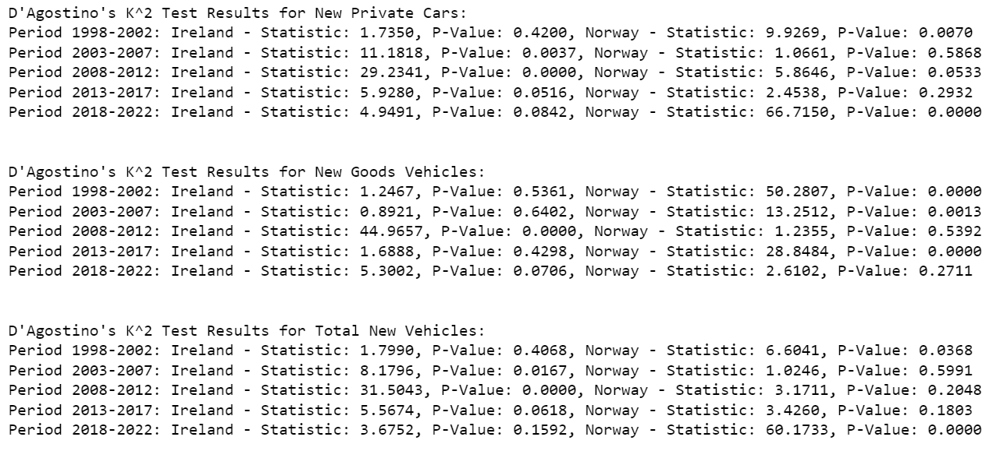 D'Agostino's K^2 Test Results for New Private Cars:
Period 1998-2002: Ireland - Statistic: 1.7350, P-Value: 0.4200, Norway - Statistic: 9.9269, P-Value: 0.0070
Period 2003-2007: Ireland - Statistic: 11.1818, P-Value: 0.0037, Norway - Statistic: 1.0661, P-Value: 0.5868
Period 2008-2012: Ireland - Statistic: 29.2341, P-Value: 0.0000, Norway - Statistic: 5.8646, P-Value: 0.0533
Period 2013-2017: Ireland - Statistic: 5.9280, P-Value: 0.0516, Norway - Statistic: 2.4538, P-Value: 0.2932
Period 2018-2022: Ireland - Statistic: 4.9491, P-Value: 0.0842, Norway - Statistic: 66.7150, P-Value: 0.0000
D'Agostino's K^2 Test Results for New Goods Vehicles:
Period 1998-2002: Ireland - Statistic: 1.2467, P-Value: 0.5361, Norway - Statistic: 50.2807, P-Value: 0.0000
Period 2003-2007: Ireland - Statistic: 0.8921, P-Value: 0.6402, Norway - Statistic: 13.2512, P-Value: 0.0013
Period 2008-2012: Ireland - Statistic: 44.9657, P-Value: 0.0000, Norway - Statistic: 1.2355, P-Value: 0.5392
Period 2013-2017: Ireland - Statistic: 1.6888, P-Value: 0.4298, Norway - Statistic: 28.8484, P-Value: 0.0000
Period 2018-2022: Ireland - Statistic: 5.3002, P-Value: 0.0706, Norway - Statistic: 2.6102, P-Value: 0.2711
D'Agostino's K^2 Test Results for Total New Vehicles:
Period 1998-2002: Ireland - Statistic: 1.7990, P-Value: 0.4068, Norway - Statistic: 6.6041, P-Value: 0.0368
Period 2003-2007: Ireland - Statistic: 8.1796, P-Value: 0.0167, Norway - Statistic: 1.0246, P-Value: 0.5991
Period 2008-2012: Ireland - Statistic: 31.5043, P-Value: 0.0000, Norway - Statistic: 3.1711, P-Value: 0.2048
Period 2013-2017: Ireland - Statistic: 5.5674, P-Value: 0.0618, Norway - Statistic: 3.4260, P-Value: 0.1803
Period 2018-2022: Ireland - Statistic: 3.6752, P-Value: 0.1592, Norway - Statistic: 60.1733, P-Value: 0.0000